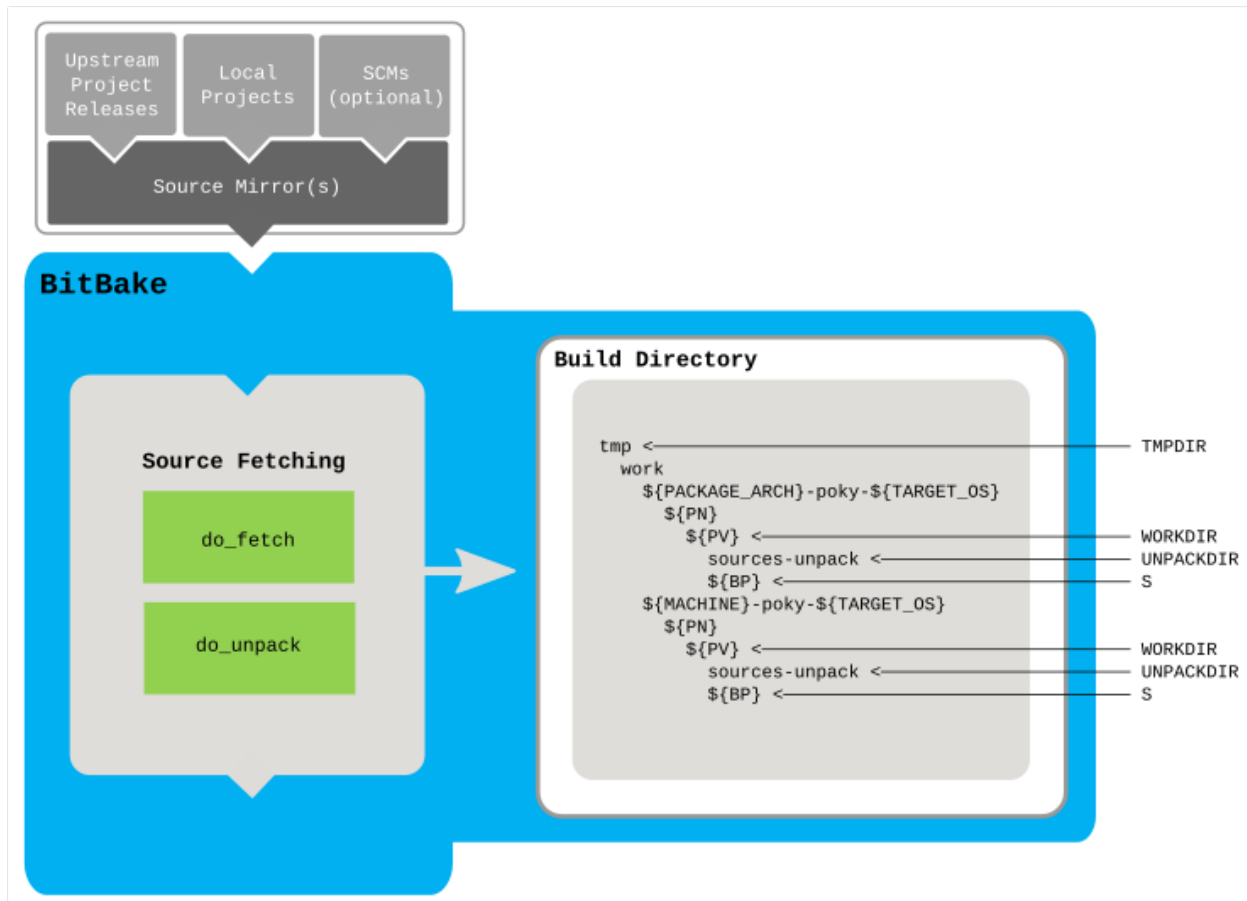 Upstream
Project
Releases
Local
Projects
SCMs
(optional)
Source Mirror(s)
BitBake
Source Fetching
do_fetch
do_unpack
Build Directory
tmp < TMPDIR
work
${PACKAGE_ARCH}-poky-${TARGET_OS}
${PN}
${PV} < WORKDIR
sources-unpack < UNPACKDIR
${BP} < S
${MACHINE}-poky-${TARGET_OS}
${PN}
${PV} < WORKDIR
sources-unpack < UNPACKDIR
${BP} < S